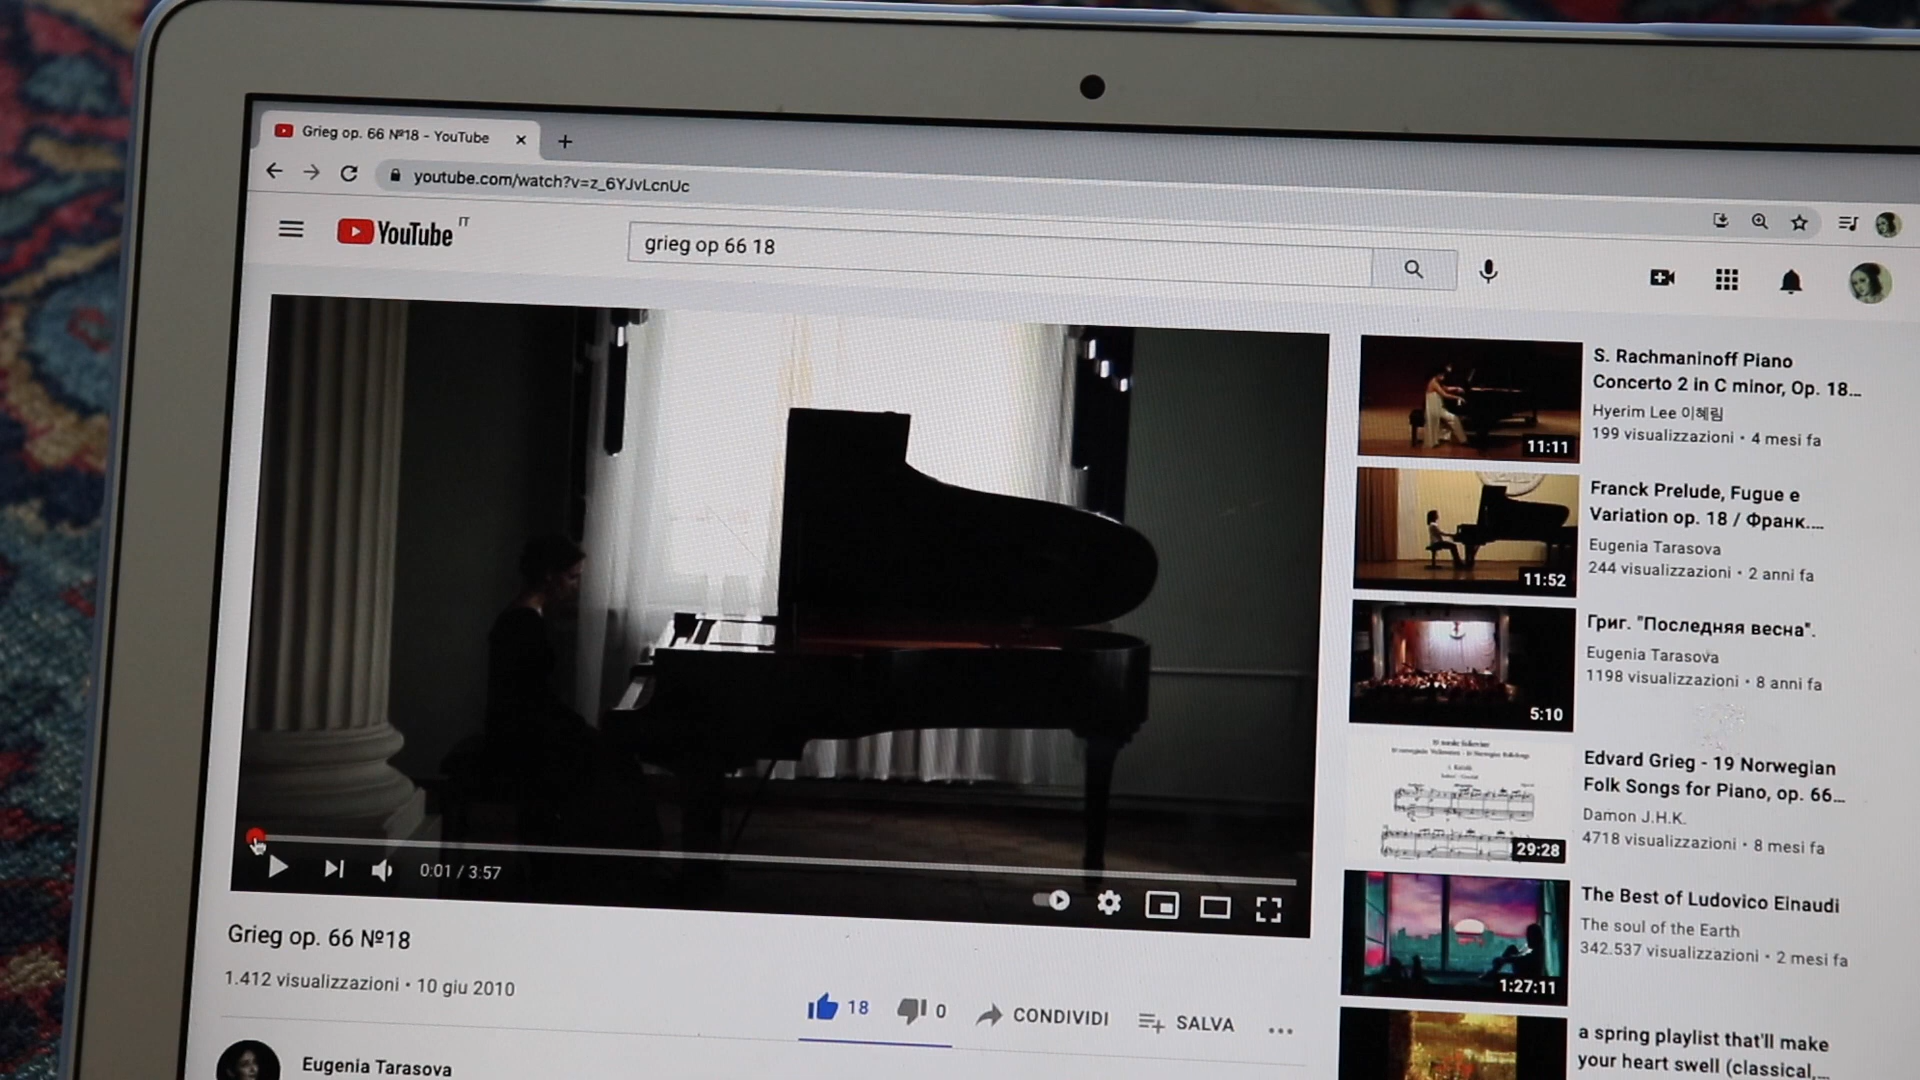 Grieg op. 66 №18 - YouTube
youtube.com/watch?v=z_6YJvLcnUc
YouTube IT
grieg op 66 18
0:01 / 3:57
Grieg op. 66 №18
1.412 visualizzazioni • 10 giu 2010
18
0
CONDIVIDI
SALVA
Eugenia Tarasova
11:11
S. Rachmaninoff Piano
Concerto 2 in C minor, Op. 18...
Hyerim Lee 이혜림
199 visualizzazioni • 4 mesi fa
11:52
Franck Prelude, Fugue e
Variation op. 18 / Франк....
Eugenia Tarasova
244 visualizzazioni • 2 anni fa
5:10
Григ. "Последняя весна".
Eugenia Tarasova
1198 visualizzazioni • 8 anni fa
29:28
Edvard Grieg - 19 Norwegian
Folk Songs for Piano, op. 66...
Damon J.H.K.
4718 visualizzazioni • 8 mesi fa
1:27:11
The Best of Ludovico Einaudi
The soul of the Earth
342.537 visualizzazioni • 2 mesi fa
a spring playlist that'll make
your heart swell (classical,...